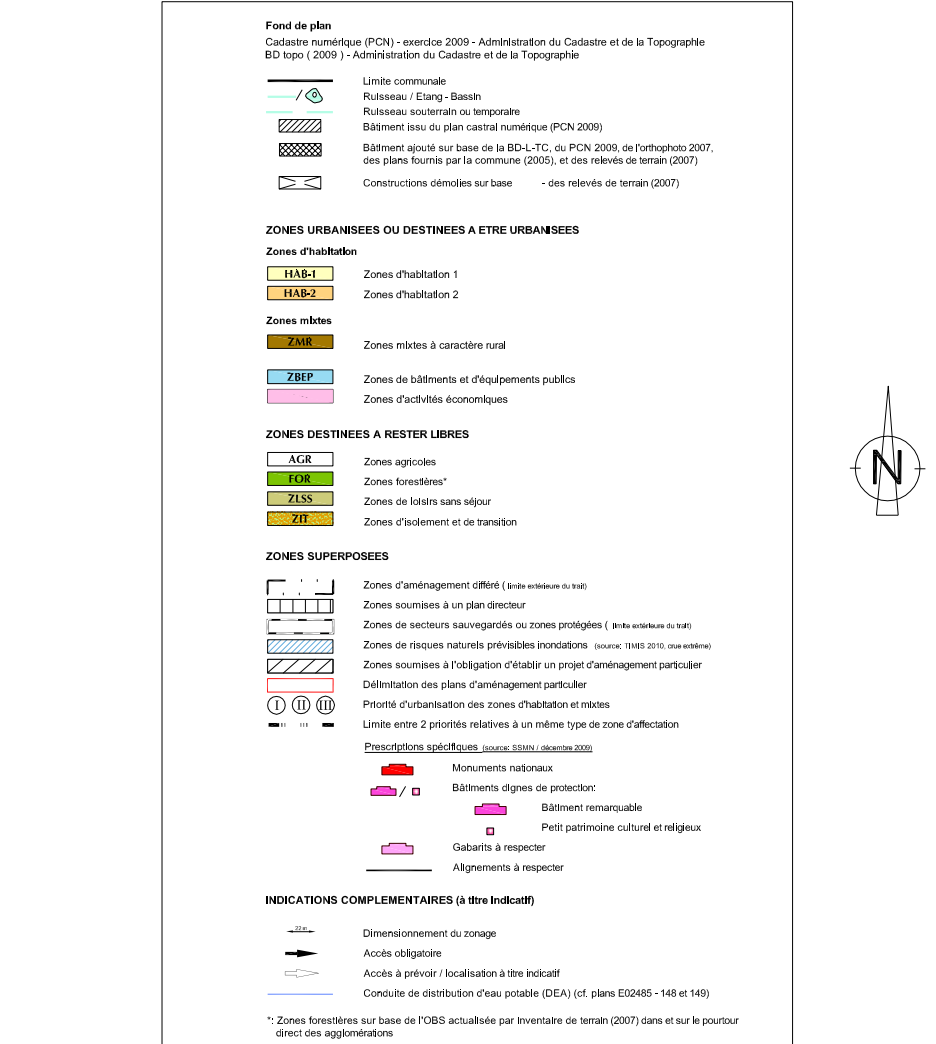 Fond de plan
Cadastre numérique (PCN) - exercice 2009 - Administration du Cadastre et de la Topographie
BD topo ( 2009 ) - Administration du Cadastre et de la Topographie
Limite communale
/ Ruisseau / Etang - Bassin
Ruisseau souterrain ou temporaire
Bâtiment issu du plan castral numérique (PCN 2009)
Bâtiment ajouté sur base de la BD-L-TC, du PCN 2009, de l'orthophoto 2007,
des plans fournis par la commune (2005), et des relevés de terrain (2007)
Constructions démolies sur base - des relevés de terrain (2007)
ZONES URBANISEES OU DESTINEES A ETRE URBANISEES
Zones d'habitation
HAB-1 Zones d'habitation 1
HAB-2 Zones d'habitation 2
Zones mixtes
ZMR Zones mixtes à caractère rural
ZBEP Zones de bâtiments et d'équipements publics
Zones d'activités économiques
ZONES DESTINEES A RESTER LIBRES
AGR Zones agricoles
FOR Zones forestières*
ZLSS Zones de loisirs sans séjour
ZIT Zones d'isolement et de transition
ZONES SUPERPOSEES
Zones d'aménagement différé ( limite extérieure du trait)
Zones soumises à un plan directeur
Zones de secteurs sauvegardés ou zones protégées ( limite extérieure du trait)
Zones de risques naturels prévisibles inondations (source: TIMIS 2010, crue extrême)
Zones soumises à l'obligation d'établir un projet d'aménagement particulier
Délimitation des plans d'aménagement particulier
I II III Priorité d'urbanisation des zones d'habitation et mixtes
Limite entre 2 priorités relatives à un même type de zone d'affectation
Prescriptions spécifiques (source: SSMN / décembre 2009)
Monuments nationaux
/ Bâtiments dignes de protection:
Bâtiment remarquable
Petit patrimoine culturel et religieux
Gabarits à respecter
Alignements à respecter
INDICATIONS COMPLEMENTAIRES (à titre indicatif)
22 m Dimensionnement du zonage
Accès obligatoire
Accès à prévoir / localisation à titre indicatif
Conduite de distribution d'eau potable (DEA) (cf. plans E02485 - 148 et 149)
*: Zones forestières sur base de l'OBS actualisée par inventaire de terrain (2007) dans et sur le pourtour
direct des agglomérations
N